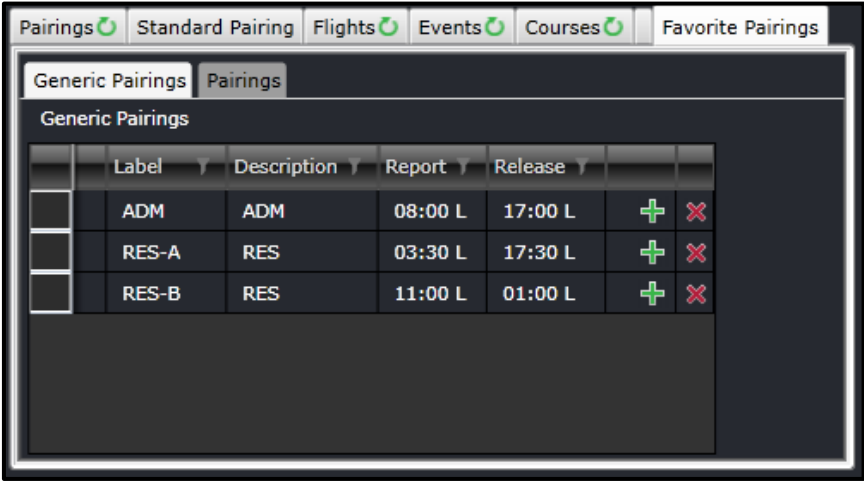 Pairings Standard Pairing Flights Events Courses Favorite Pairings
Generic Pairings Pairings
Generic Pairings
Label Description Report Release
ADM ADM 08:00 L 17:00 L
RES-A RES 03:30 L 17:30 L
RES-B RES 11:00 L 01:00 L